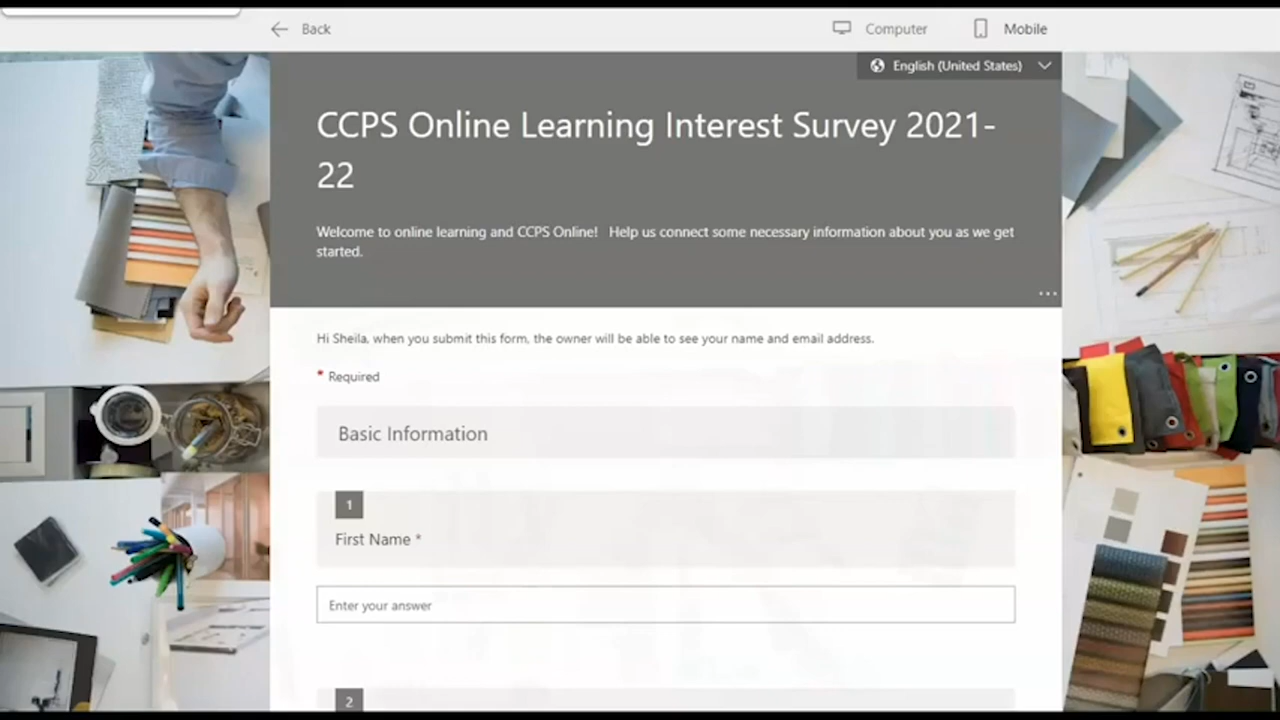 Back
Computer
Mobile
English (United States)
CCPS Online Learning Interest Survey 2021-
22
Welcome to online learning and CCPS Online!   Help us connect some necessary information about you as we get
started.
Hi Sheila, when you submit this form, the owner will be able to see your name and email address.
* Required
Basic Information
1
First Name *
Enter your answer
2